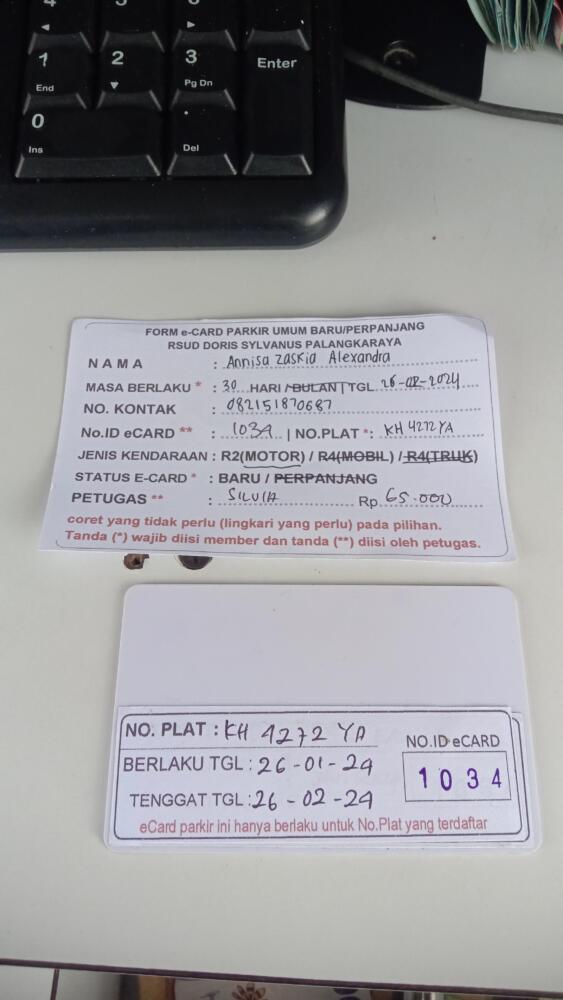 1
End
2
3
Pg Dn
Enter
0
Ins
.
Del
FORM e-CARD PARKIR UMUM BARU/PERPANJANG
RSUD DORIS SYLVANUS PALANGKARAYA
NAMA : Annisa Zaskia Alexandra
MASA BERLAKU * : 30 HARI /BULAN | TGL 26-02-2024
NO. KONTAK : 082151870687
No.ID eCARD ** : 1034 | NO.PLAT *: KH 4272 YA
JENIS KENDARAAN : R2(MOTOR) / R4(MOBIL) / R4(TRUK)
STATUS E-CARD * : BARU / PERPANJANG
PETUGAS ** : SILVIA Rp 65.000
coret yang tidak perlu (lingkari yang perlu) pada pilihan.
Tanda (*) wajib diisi member dan tanda (**) diisi oleh petugas.
NO. PLAT : KH 4272 YA
NO.ID eCARD
BERLAKU TGL : 26-01-24
1034
TENGGAT TGL : 26-02-24
eCard parkir ini hanya berlaku untuk No.Plat yang terdaftar